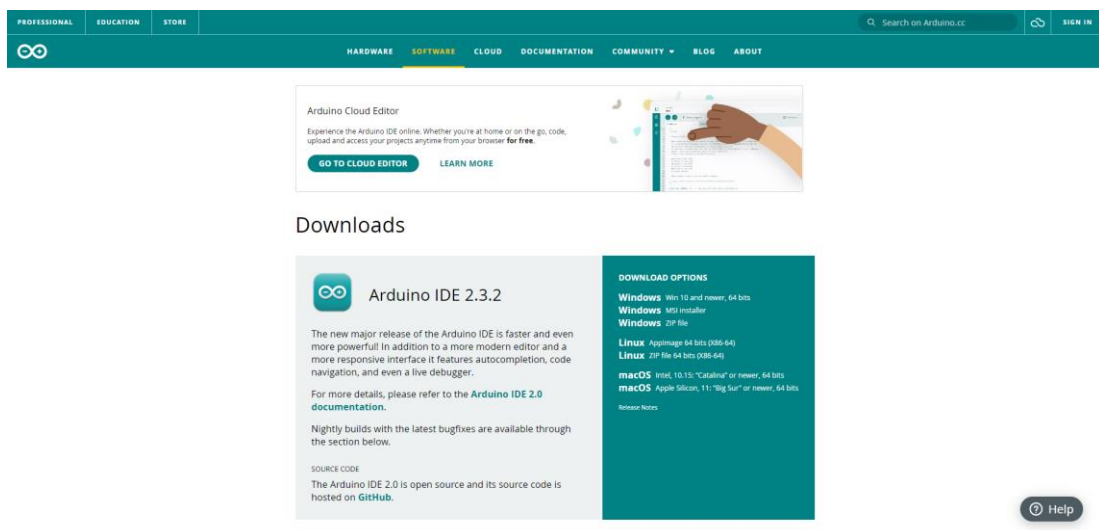 PROFESSIONAL EDUCATION STORE Search on Arduino.cc SIGN IN
HARDWARE SOFTWARE CLOUD DOCUMENTATION COMMUNITY BLOG ABOUT
Arduino Cloud Editor
Experience the Arduino IDE online. Whether you're at home or on the go, code,
upload and access your projects anytime from your browser for free.
GO TO CLOUD EDITOR LEARN MORE
Downloads
Arduino IDE 2.3.2
The new major release of the Arduino IDE is faster and even
more powerful! In addition to a more modern editor and a
more responsive interface it features autocompletion, code
navigation, and even a live debugger.
For more details, please refer to the Arduino IDE 2.0
documentation.
Nightly builds with the latest bugfixes are available through
the section below.
SOURCE CODE
The Arduino IDE 2.0 is open source and its source code is
hosted on GitHub.
DOWNLOAD OPTIONS
Windows Win 10 and newer, 64 bits
Windows MSI installer
Windows ZIP file
Linux AppImage 64 bits (X86-64)
Linux ZIP file 64 bits (X86-64)
macOS Intel, 10.15: "Catalina" or newer, 64 bits
macOS Apple Silicon, 11: "Big Sur" or newer, 64 bits
Release Notes
Help